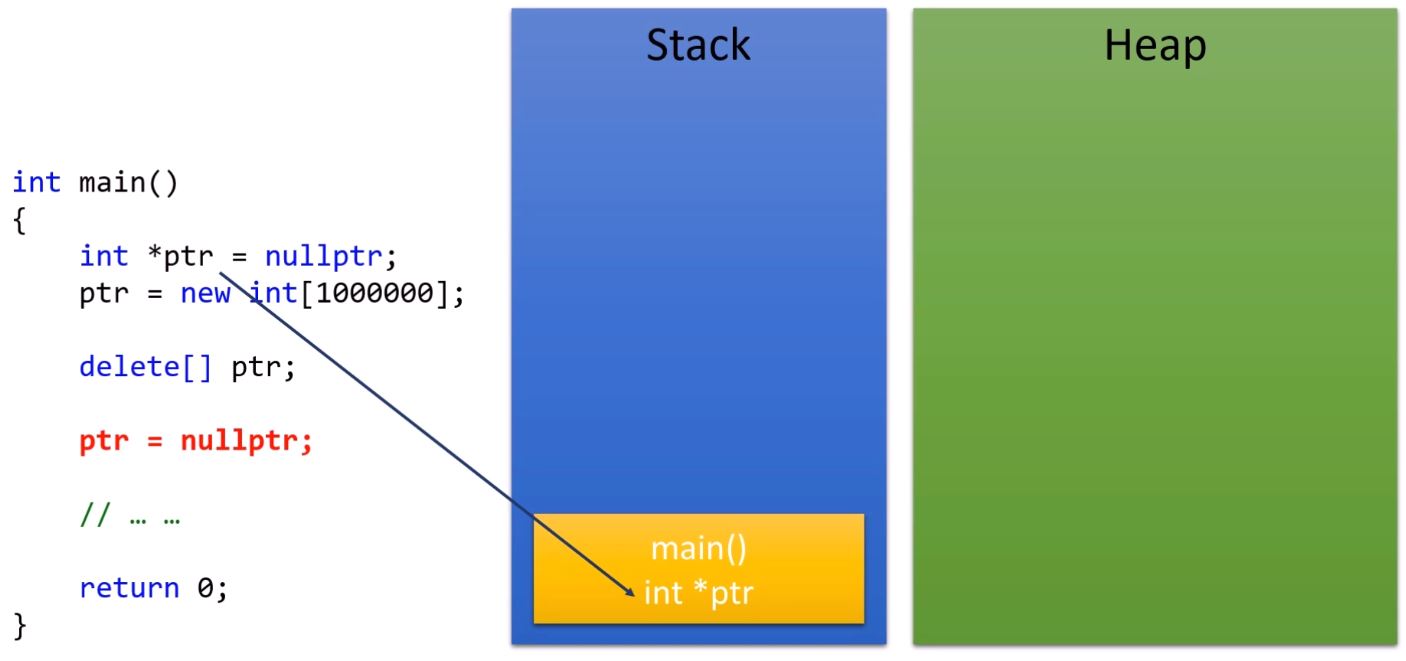 int main()
{
    int *ptr = nullptr;
    ptr = new int[1000000];
    delete[] ptr;
    ptr = nullptr;
    // … …
    return 0;
}
Stack
main()
int *ptr
Heap